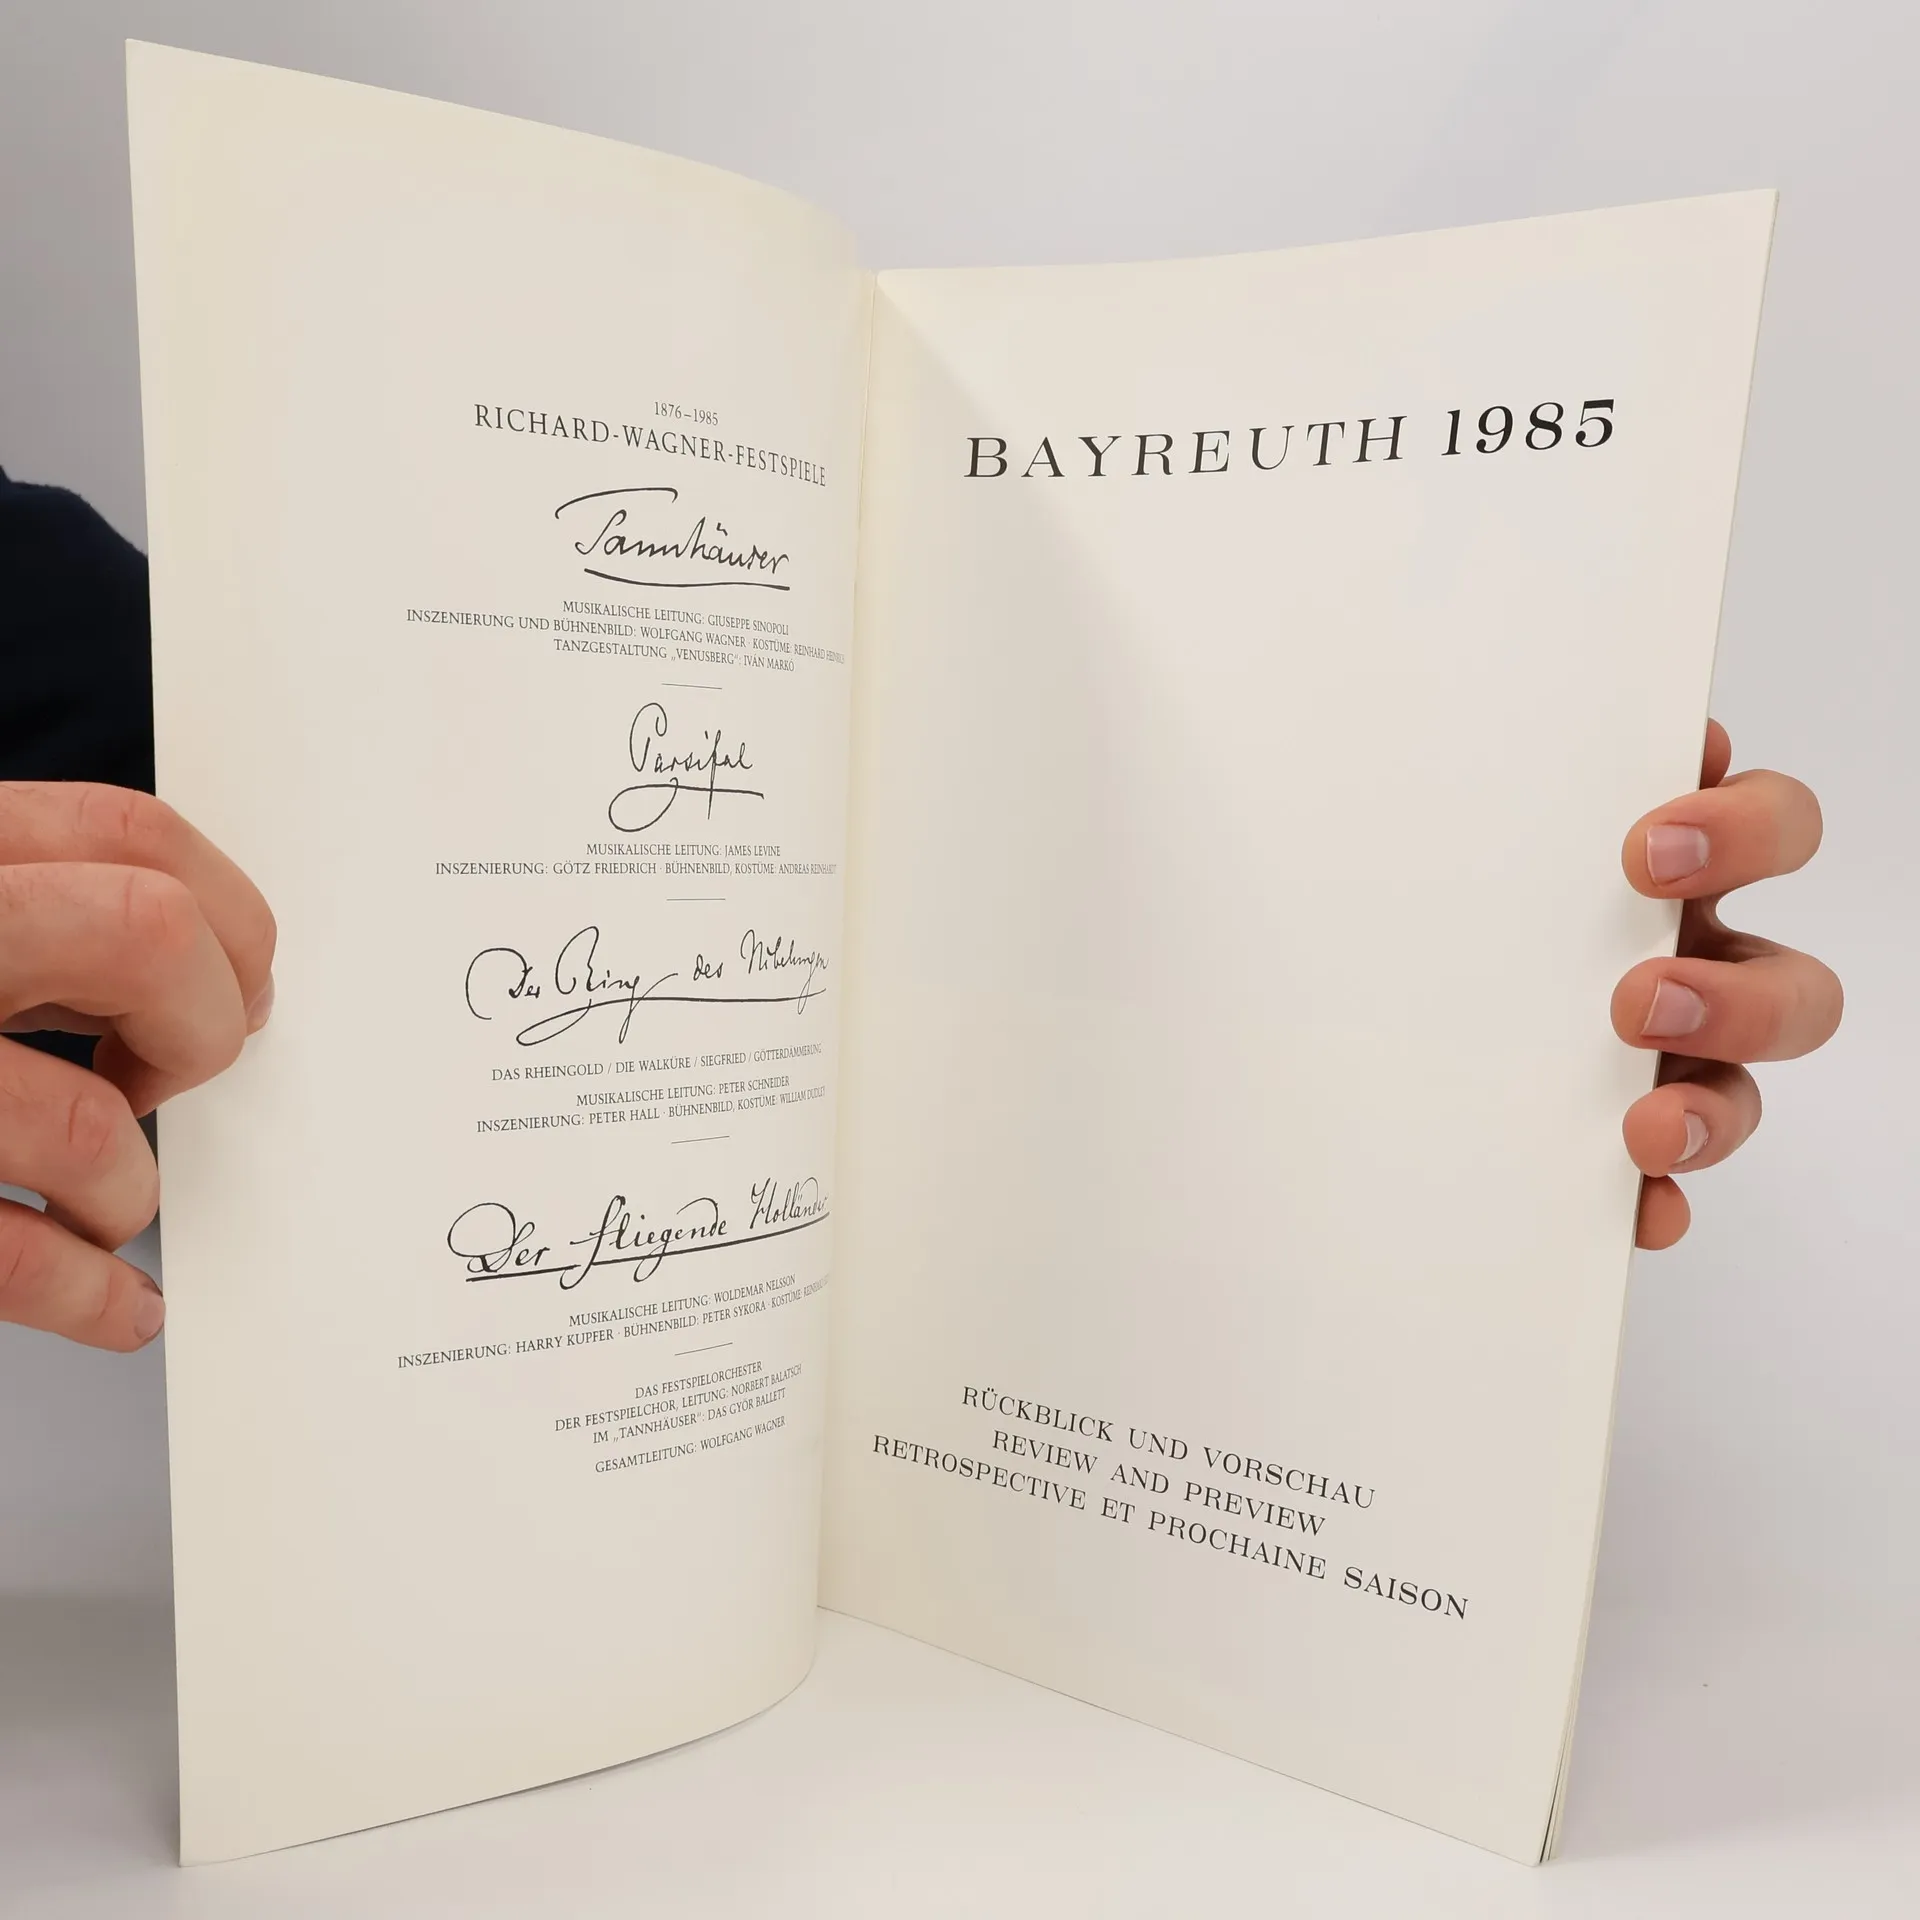 1876–1985
RICHARD-WAGNER-FESTSPIELE
Tannhäuser
MUSIKALISCHE LEITUNG: GIUSEPPE SINOPOLI
INSZENIERUNG UND BÜHNENBILD: WOLFGANG WAGNER · KOSTÜME: REINHARD
TANZGESTALTUNG „VENUSBERG“: IVÁN MARKÓ
Parsifal
MUSIKALISCHE LEITUNG: JAMES LEVINE
INSZENIERUNG: GÖTZ FRIEDRICH · BÜHNENBILD, KOSTÜME: ANDREAS REINHARDT
Der Ring des Nibelungen
DAS RHEINGOLD / DIE WALKÜRE / SIEGFRIED / GÖTTERDÄMMERUNG
MUSIKALISCHE LEITUNG: PETER SCHNEIDER
INSZENIERUNG: PETER HALL · BÜHNENBILD, KOSTÜME: WILLIAM DUDLEY
Der fliegende Holländer
MUSIKALISCHE LEITUNG: WOLDEMAR NELSSON
INSZENIERUNG: HARRY KUPFER · BÜHNENBILD: PETER SYKORA · KOSTÜME:
DAS FESTSPIELORCHESTER
DER FESTSPIELCHOR, LEITUNG: NORBERT BALATSCH
IM „TANNHÄUSER“: DAS GYÖR BALLETT
GESAMTLEITUNG: WOLFGANG WAGNER
BAYREUTH 1985
RÜCKBLICK UND VORSCHAU
REVIEW AND PREVIEW
RETROSPECTIVE ET PROCHAINE SAISON